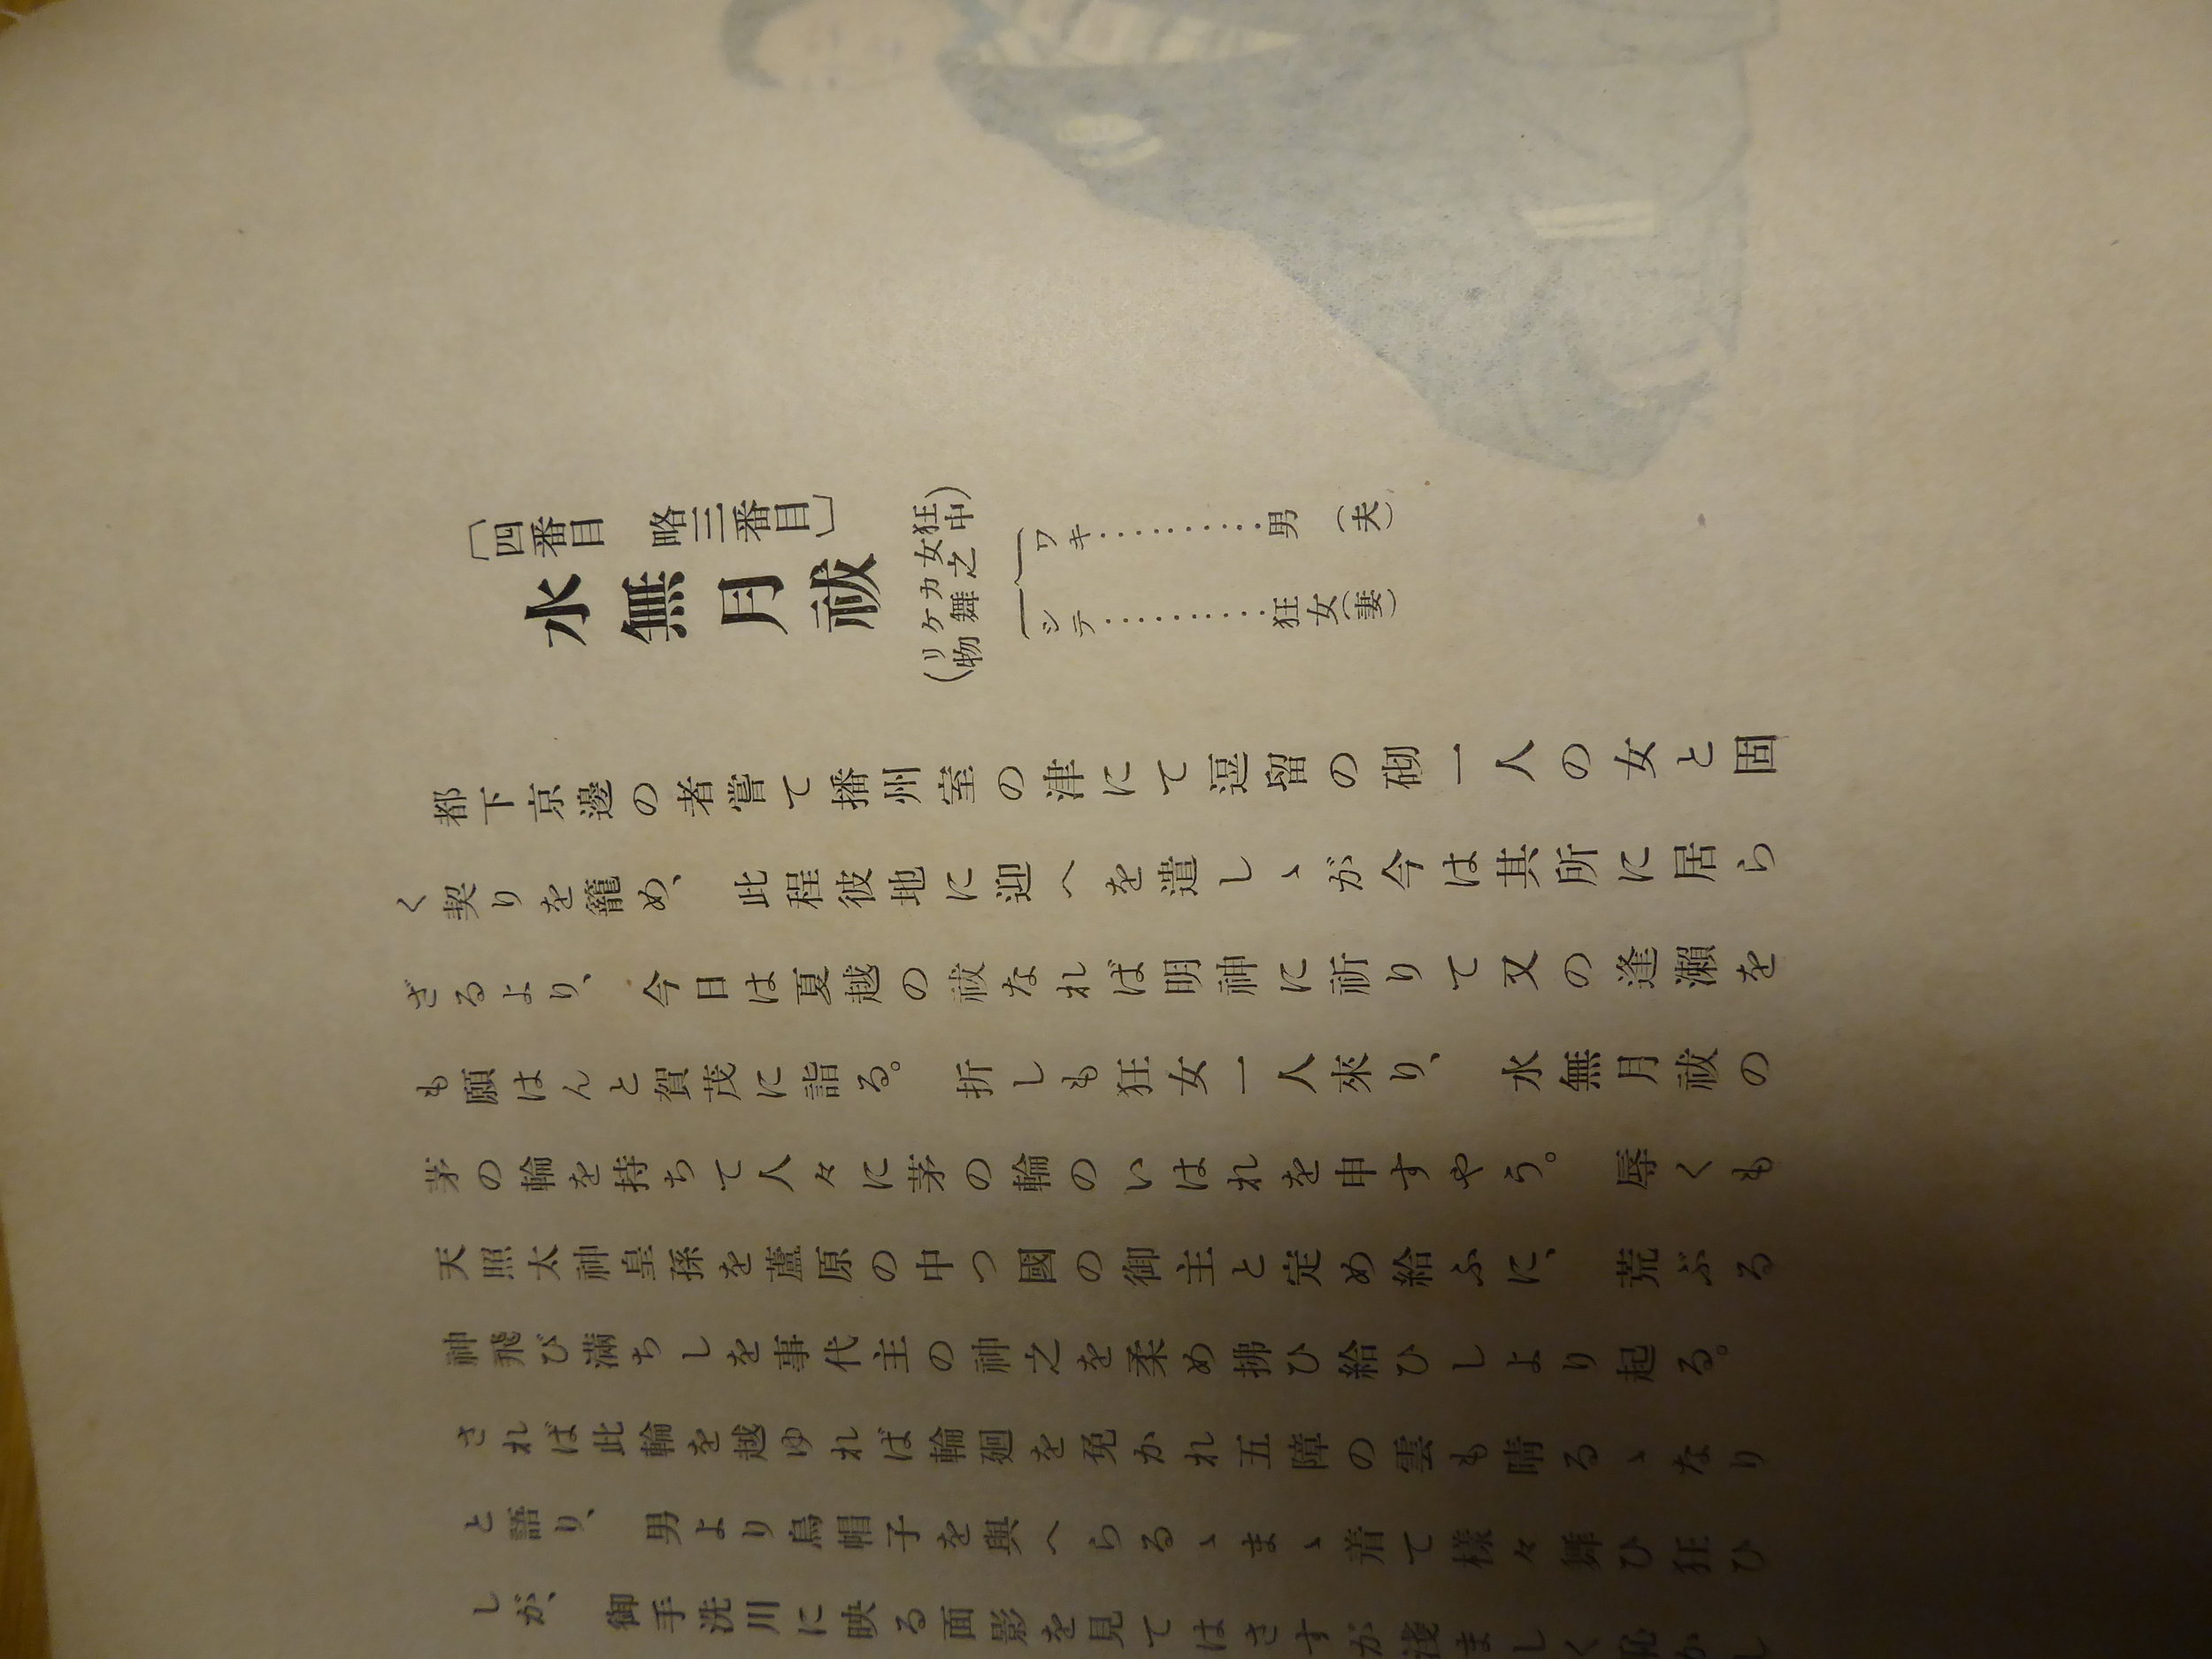 〔四番目 略三番目〕
水無月祓
(狂女カケリ
中之舞物)
ワキ………男(夫)
シテ………狂女(妻)
都下京邊の者嘗て播州室の津にて逗留の砌一人の女と固
く契りを籠め、此程彼地に迎へを遣しゝが今は其所に居ら
ざるより、今日は夏越の祓なれば明神に祈りて又の逢瀨を
も願はんと賀茂に詣る。折しも狂女一人來り、水無月祓の
茅の輪を持ちて人々に茅の輪のいはれを申すやう。辱くも
天照太神皇孫を蘆原の中つ國の御主と定め給ふに、荒ぶる
神飛び滿ちしを事代主の神之を柔め拂ひ給ひしより起る。
されば此輪を越ゆれば輪廻を免かれ五障の雲も晴るゝなり
と語り、男より烏帽子を與へらるゝまゝ着て樣々舞ひ狂ひ
しが、御手洗川に映る面影を見てはさすが淺ましく恥かし